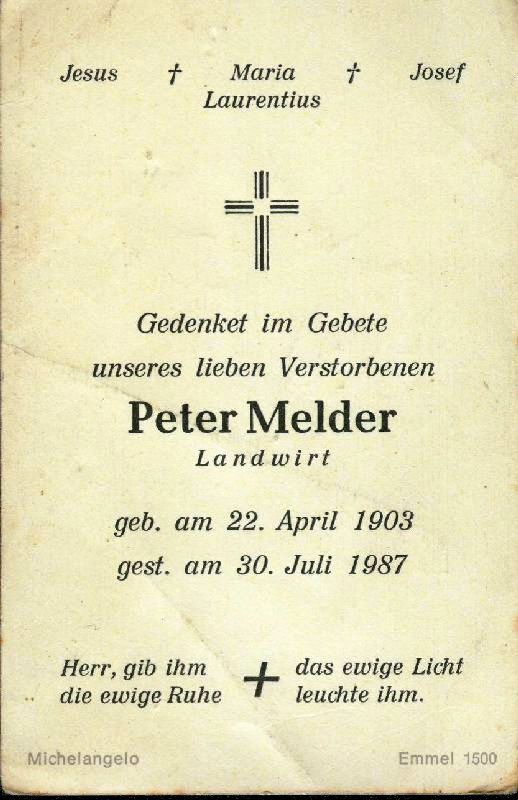 Jesus † Maria † Josef
Laurentius
Gedenket im Gebete
unseres lieben Verstorbenen
Peter Melder
Landwirt
geb. am 22. April 1903
gest. am 30. Juli 1987
Herr, gib ihm
die ewige Ruhe
das ewige Licht
leuchte ihm.
Michelangelo
Emmel 1500